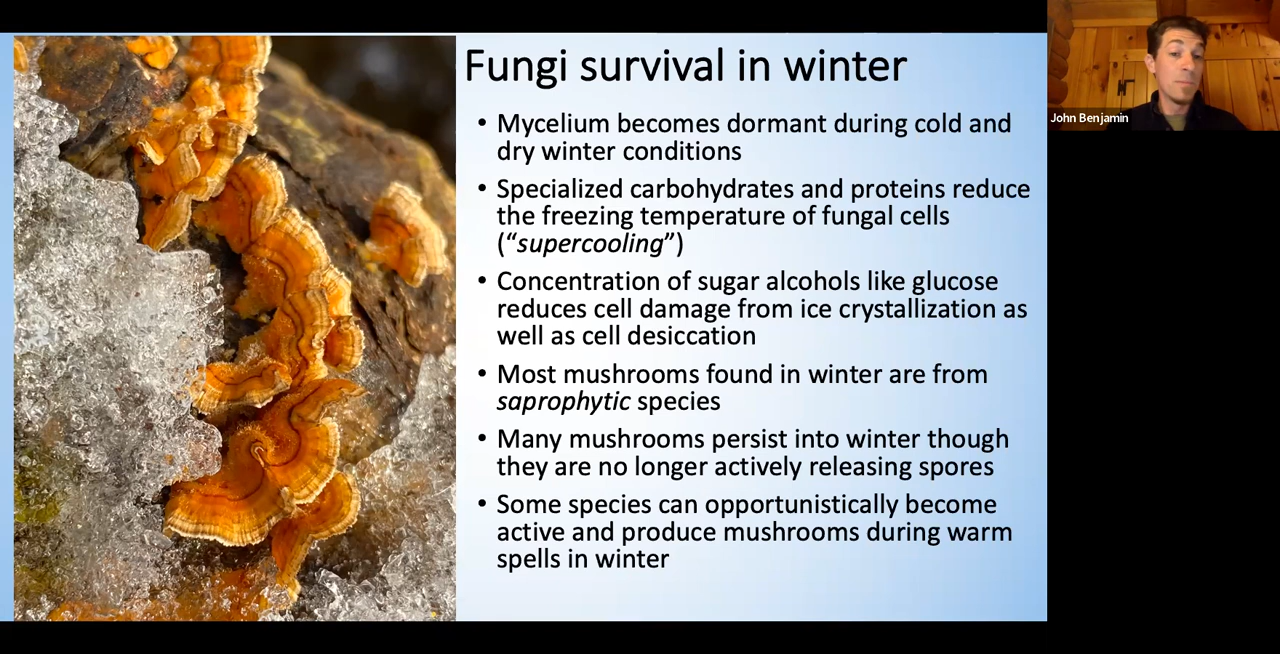 Fungi survival in winter
• Mycelium becomes dormant during cold and
dry winter conditions
• Specialized carbohydrates and proteins reduce
the freezing temperature of fungal cells
(“supercooling”)
• Concentration of sugar alcohols like glucose
reduces cell damage from ice crystallization as
well as cell desiccation
• Most mushrooms found in winter are from
saprophytic species
• Many mushrooms persist into winter though
they are no longer actively releasing spores
• Some species can opportunistically become
active and produce mushrooms during warm
spells in winter
John Benjamin